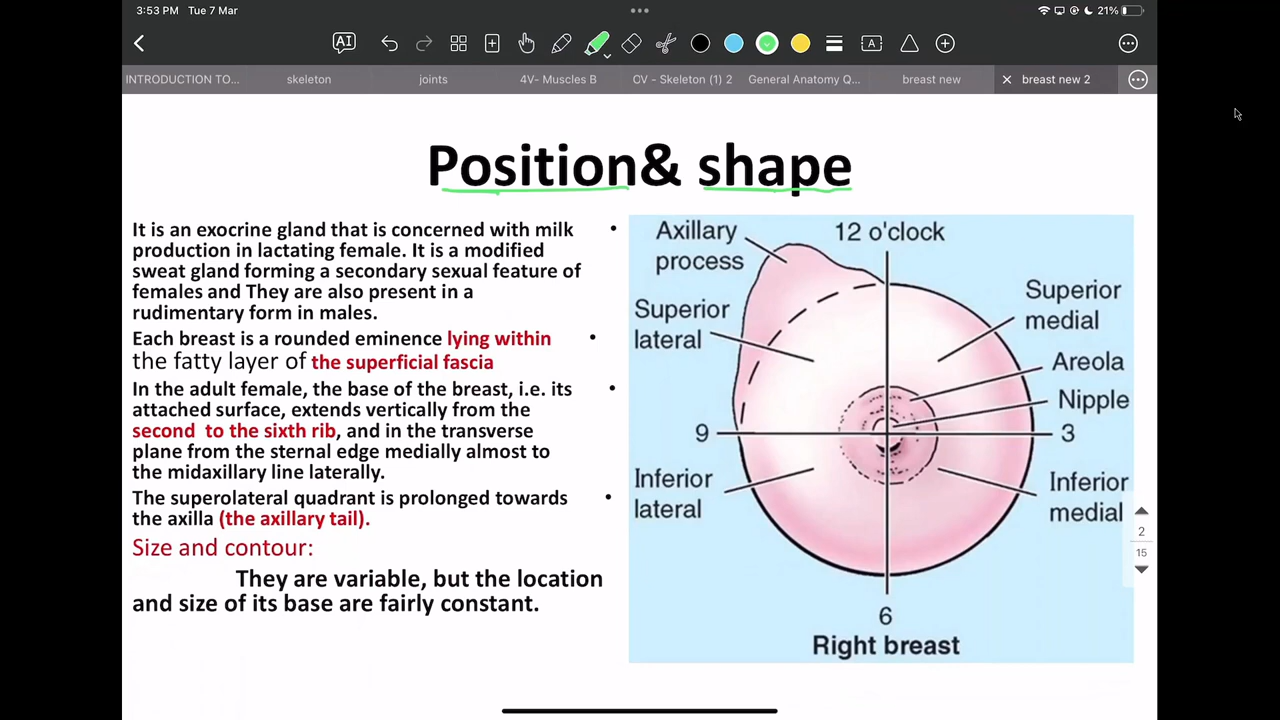 3:53 PM Tue 7 Mar
21%
AI
A
INTRODUCTION TO...
skeleton
joints
4V- Muscles B
CV - Skeleton (1) 2
General Anatomy Q...
breast new
breast new 2
Position& shape
It is an exocrine gland that is concerned with milk
production in lactating female. It is a modified
sweat gland forming a secondary sexual feature of
females and They are also present in a
rudimentary form in males.
Each breast is a rounded eminence lying within
the fatty layer of the superficial fascia
In the adult female, the base of the breast, i.e. its
attached surface, extends vertically from the
second to the sixth rib, and in the transverse
plane from the sternal edge medially almost to
the midaxillary line laterally.
The superolateral quadrant is prolonged towards
the axilla (the axillary tail).
Size and contour:
They are variable, but the location
and size of its base are fairly constant.
Axillary
process
12 o'clock
Superior
lateral
Superior
medial
Areola
Nipple
9
3
Inferior
lateral
Inferior
medial
6
Right breast
2
15